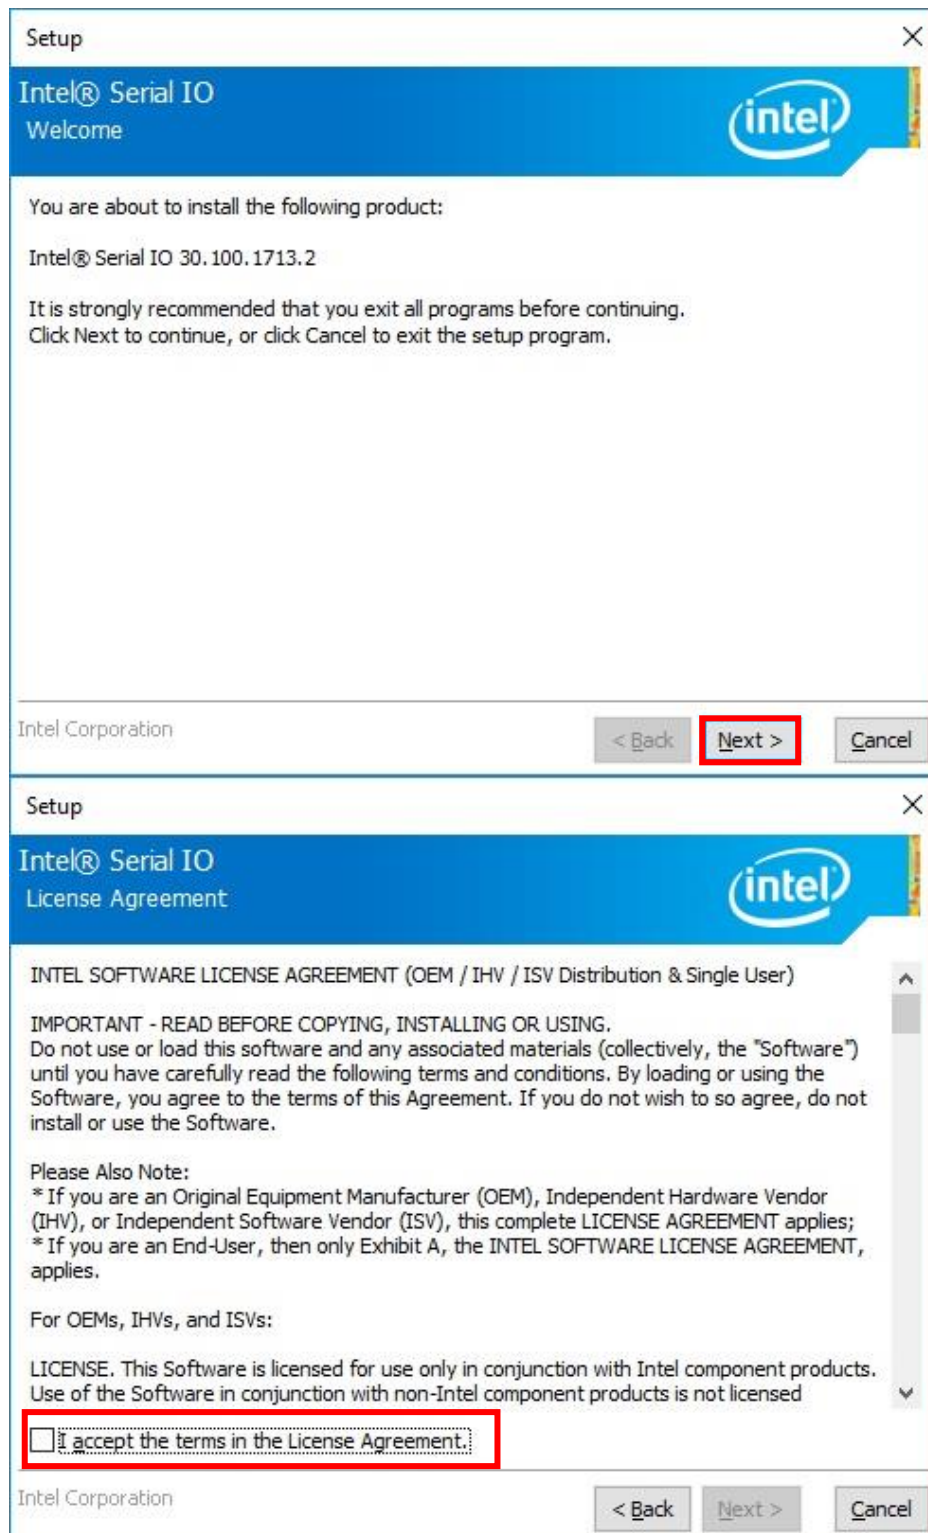 Setup
Intel® Serial IO
Welcome
intel
You are about to install the following product:
Intel® Serial IO 30.100.1713.2
It is strongly recommended that you exit all programs before continuing.
Click Next to continue, or click Cancel to exit the setup program.
Intel Corporation
< Back
Next >
Cancel
Setup
Intel® Serial IO
License Agreement
intel
INTEL SOFTWARE LICENSE AGREEMENT (OEM / IHV / ISV Distribution & Single User)
IMPORTANT - READ BEFORE COPYING, INSTALLING OR USING.
Do not use or load this software and any associated materials (collectively, the "Software")
until you have carefully read the following terms and conditions. By loading or using the
Software, you agree to the terms of this Agreement. If you do not wish to so agree, do not
install or use the Software.
Please Also Note:
* If you are an Original Equipment Manufacturer (OEM), Independent Hardware Vendor
(IHV), or Independent Software Vendor (ISV), this complete LICENSE AGREEMENT applies;
* If you are an End-User, then only Exhibit A, the INTEL SOFTWARE LICENSE AGREEMENT,
applies.
For OEMs, IHVs, and ISVs:
LICENSE. This Software is licensed for use only in conjunction with Intel component products.
Use of the Software in conjunction with non-Intel component products is not licensed
I accept the terms in the License Agreement.
Intel Corporation
< Back
Next >
Cancel